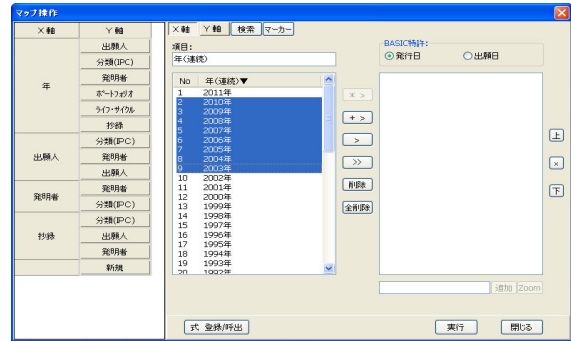 マップ操作
X 軸 Y 軸
年
出願人
分類(IPC)
発明者
ポートフォリオ
ライフ・サイクル
抄録
出願人
分類(IPC)
発明者
出願人
発明者
発明者
分類(IPC)
抄録
分類(IPC)
出願人
発明者
新規
X 軸 Y 軸 検索 マーカー
項目:
年(連続)
No 年(連続)▼
1 2011年
2 2010年
3 2009年
4 2008年
5 2007年
6 2006年
7 2005年
8 2004年
9 2003年
10 2002年
11 2001年
12 2000年
13 1999年
14 1998年
15 1997年
16 1996年
17 1995年
18 1994年
19 1993年
20 1992年
× >
+ >
>
>>
削除
全削除
BASIC特許:
発行日 出願日
上
×
下
追加 Zoom
式 登録/呼出
実行 閉じる